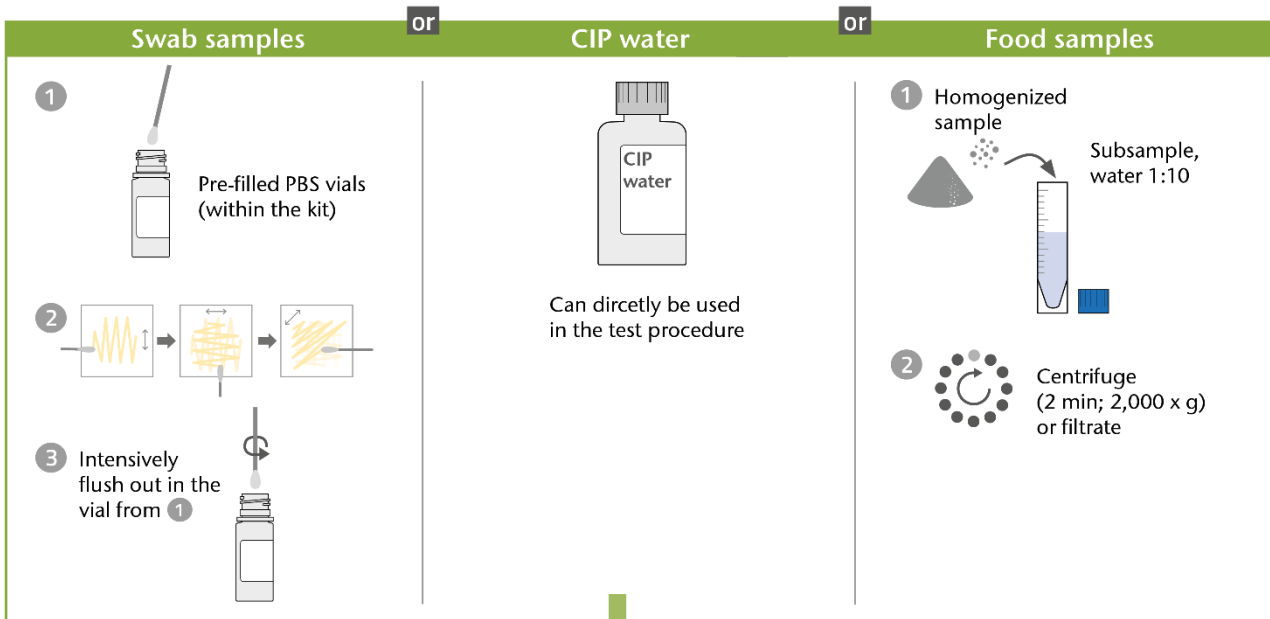 or
or
Swab samples
CIP water
Food samples
1
Pre-filled PBS vials
(within the kit)
2
3
Intensively
flush out in the
vial from 1
CIP
water
Can dircetly be used
in the test procedure
1
Homogenized
sample
Subsample,
water 1:10
2
Centrifuge
(2 min; 2,000 x g)
or filtrate